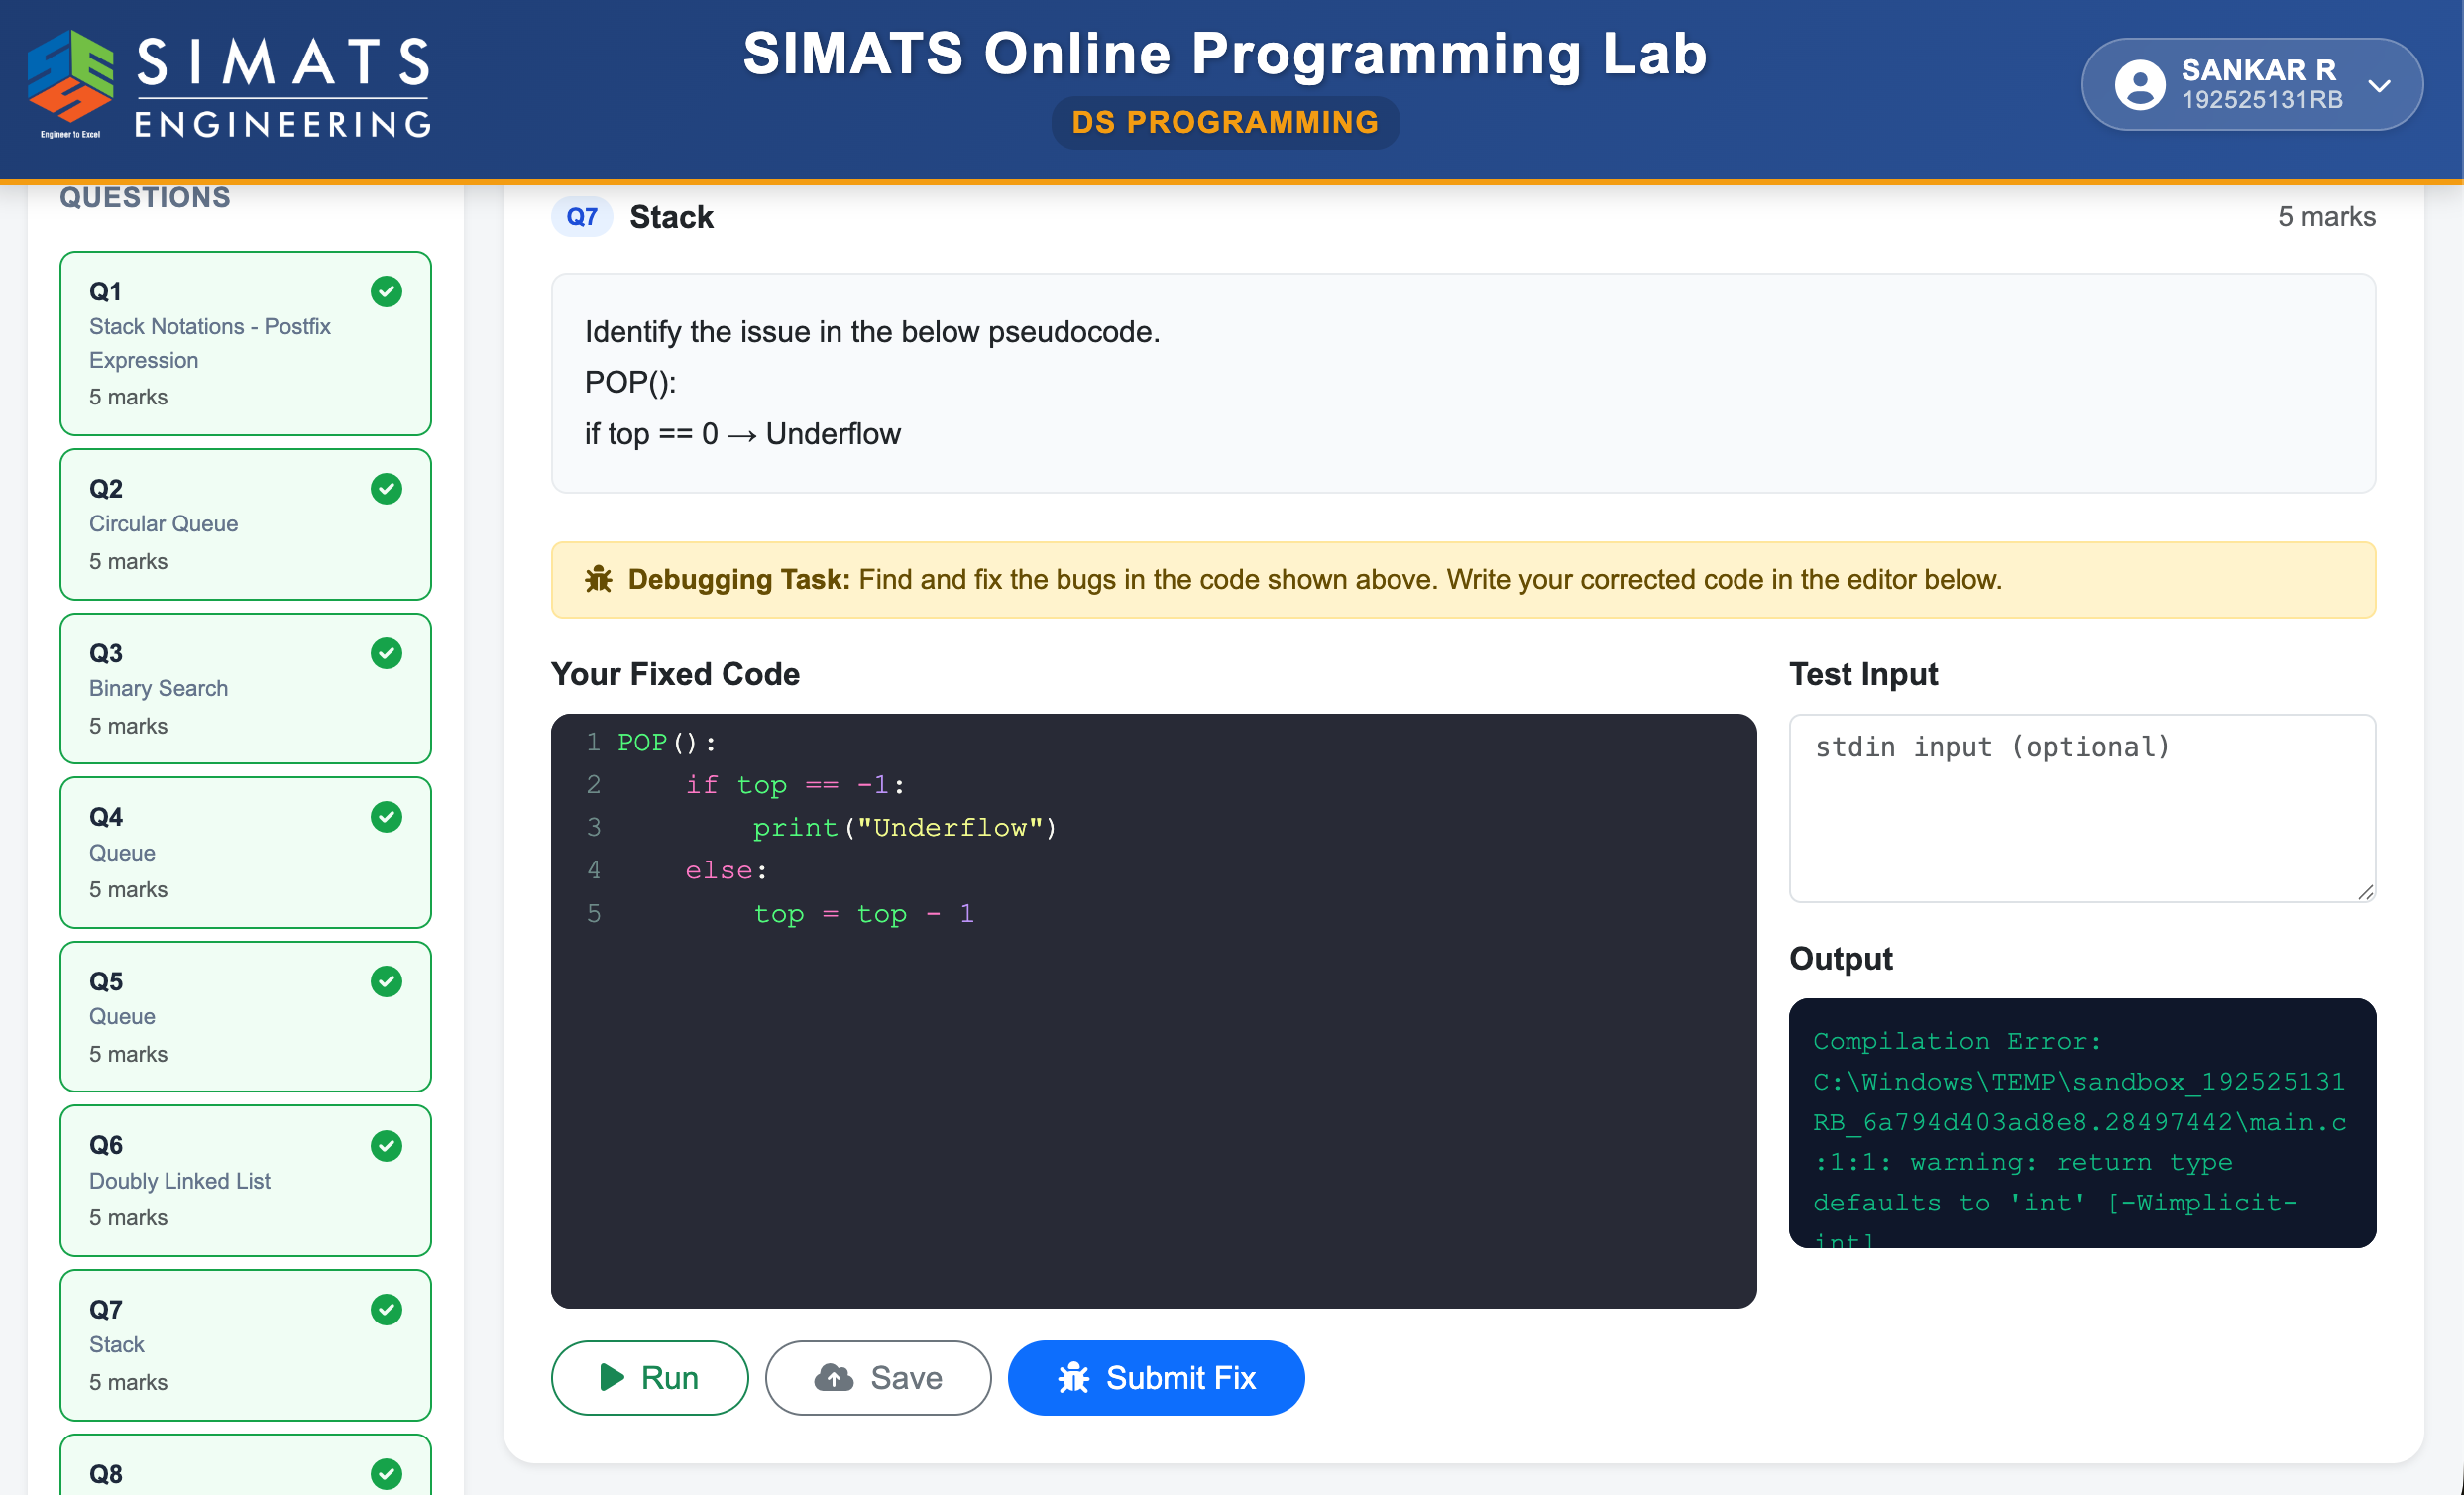 SIMATS
ENGINEERING
Engineer to Excel
SIMATS Online Programming Lab
DS PROGRAMMING
SANKAR R
192525131RB
QUESTIONS
Q1
Stack Notations - Postfix
Expression
5 marks
Q2
Circular Queue
5 marks
Q3
Binary Search
5 marks
Q4
Queue
5 marks
Q5
Queue
5 marks
Q6
Doubly Linked List
5 marks
Q7
Stack
5 marks
Q8
Q7 Stack
5 marks
Identify the issue in the below pseudocode.
POP():
if top == 0 → Underflow
Debugging Task: Find and fix the bugs in the code shown above. Write your corrected code in the editor below.
Your Fixed Code
1 POP():
2     if top == -1:
3         print("Underflow")
4     else:
5         top = top - 1
Run
Save
Submit Fix
Test Input
stdin input (optional)
Output
Compilation Error:
C:\Windows\TEMP\sandbox_192525131
RB_6a794d403ad8e8.28497442\main.c
:1:1: warning: return type
defaults to 'int' [-Wimplicit-
int]